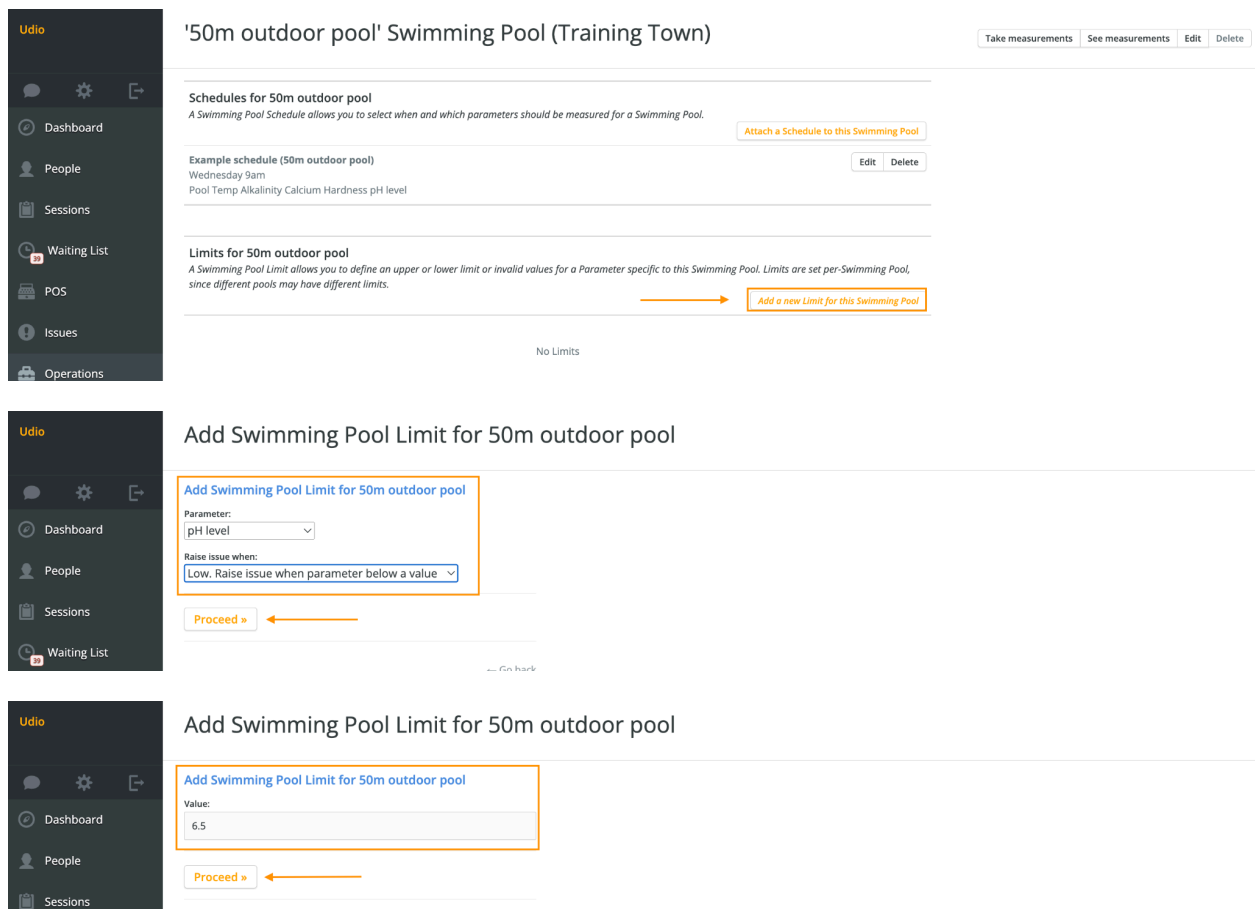 Udio
'50m outdoor pool' Swimming Pool (Training Town)
Take measurements See measurements Edit Delete
Schedules for 50m outdoor pool
A Swimming Pool Schedule allows you to select when and which parameters should be measured for a Swimming Pool.
Attach a Schedule to this Swimming Pool
Example schedule (50m outdoor pool)
Edit Delete
Wednesday 9am
Pool Temp Alkalinity Calcium Hardness pH level
Limits for 50m outdoor pool
A Swimming Pool Limit allows you to define an upper or lower limit or invalid values for a Parameter specific to this Swimming Pool. Limits are set per-Swimming Pool,
since different pools may have different limits.
Add a new Limit for this Swimming Pool
No Limits
Dashboard
People
Sessions
39 Waiting List
POS
Issues
Operations
Udio
Add Swimming Pool Limit for 50m outdoor pool
Add Swimming Pool Limit for 50m outdoor pool
Parameter:
pH level
Raise issue when:
Low. Raise issue when parameter below a value
Proceed »
← Go back
Dashboard
People
Sessions
39 Waiting List
Udio
Add Swimming Pool Limit for 50m outdoor pool
Add Swimming Pool Limit for 50m outdoor pool
Value:
6.5
Proceed »
Dashboard
People
Sessions